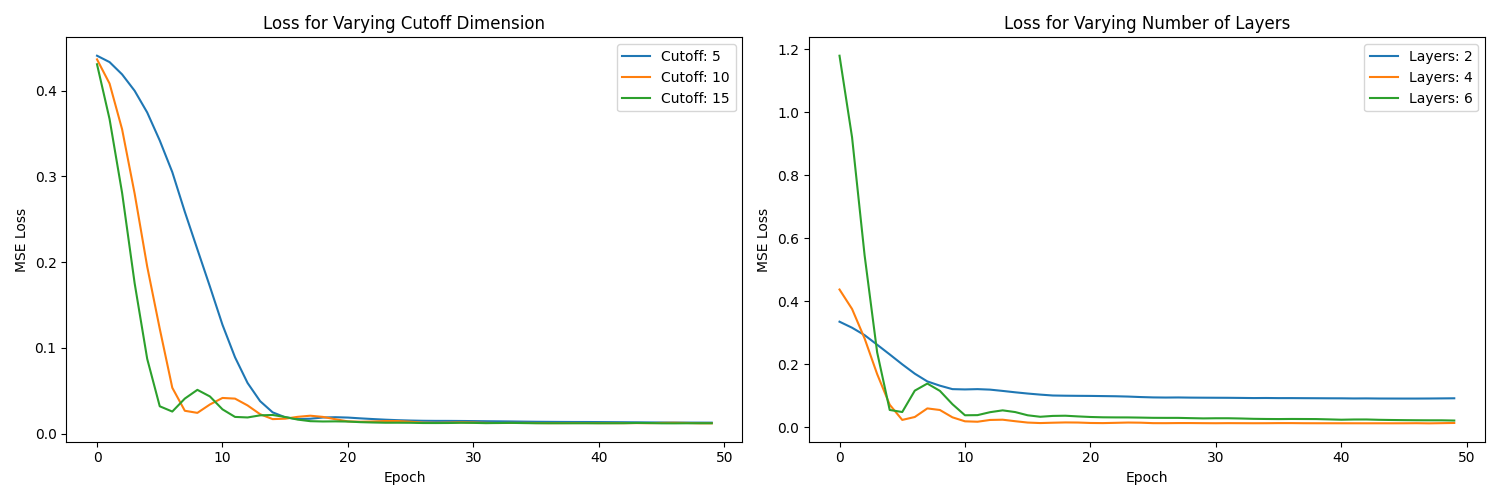 Loss for Varying Cutoff Dimension
MSE Loss
0.4
0.3
0.2
0.1
0.0
Cutoff: 5
Cutoff: 10
Cutoff: 15
0 10 20 30 40 50
Epoch
Loss for Varying Number of Layers
MSE Loss
1.2
1.0
0.8
0.6
0.4
0.2
0.0
Layers: 2
Layers: 4
Layers: 6
0 10 20 30 40 50
Epoch